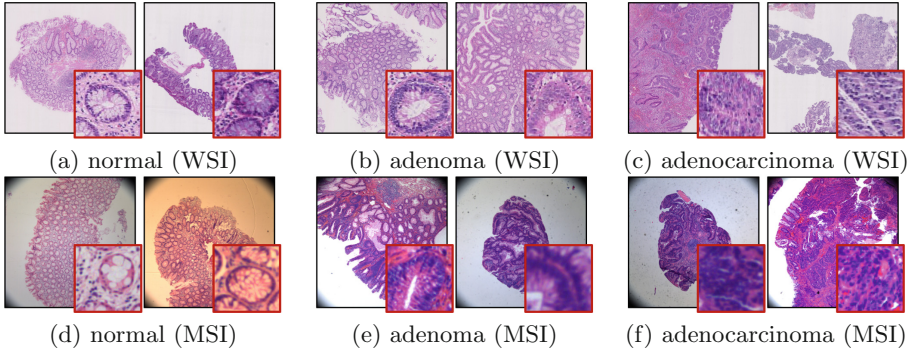 (a) normal (WSI)
(b) adenoma (WSI)
(c) adenocarcinoma (WSI)
(d) normal (MSI)
(e) adenoma (MSI)
(f) adenocarcinoma (MSI)